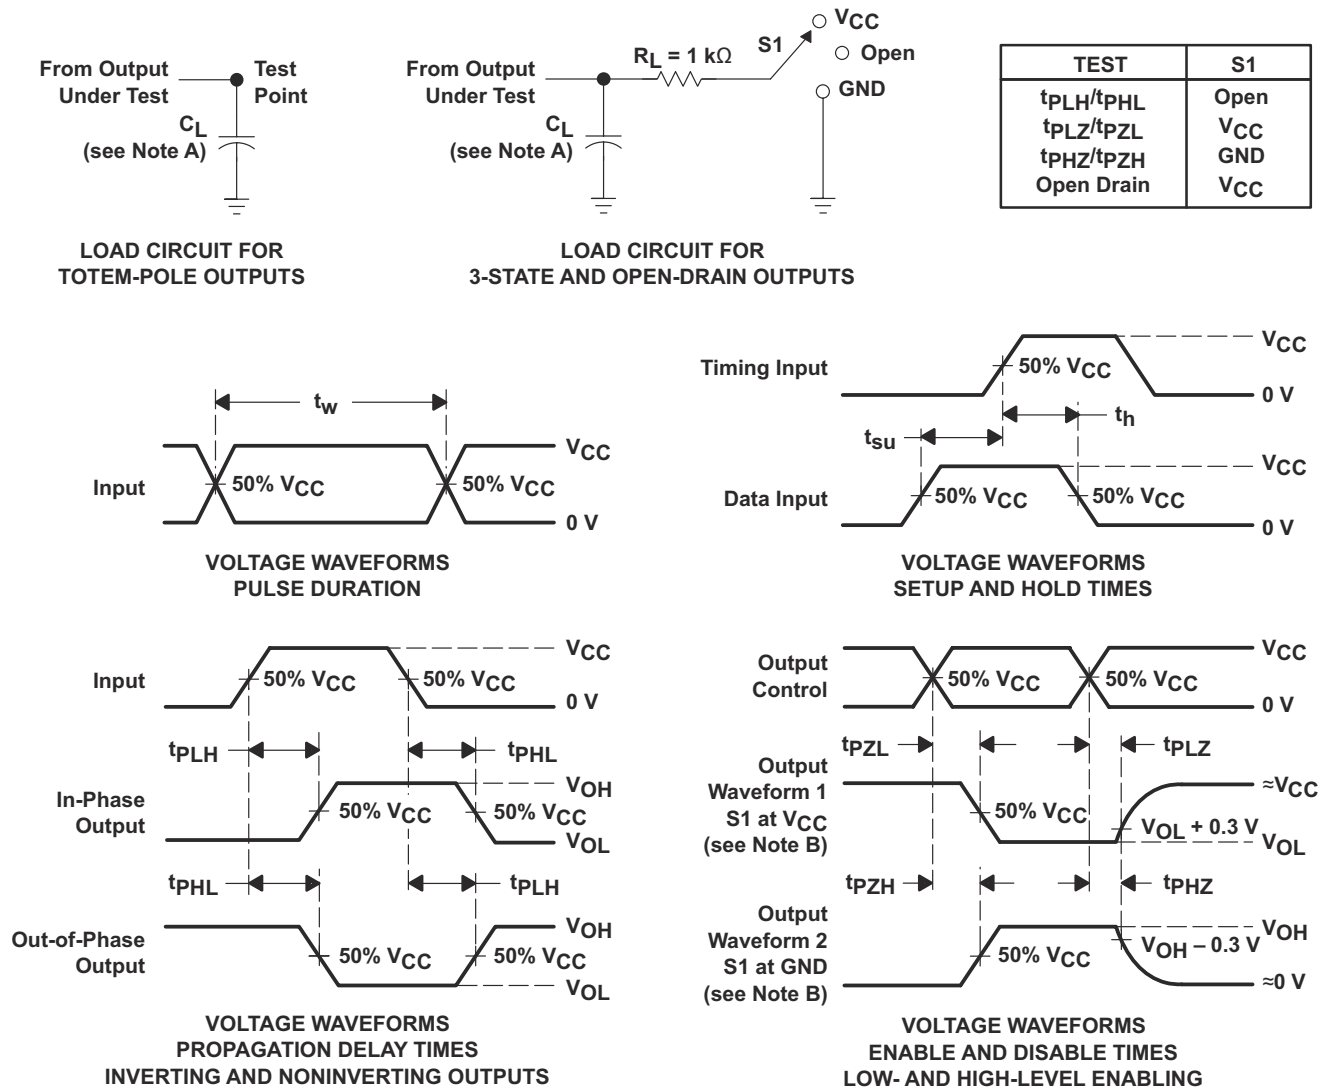 From Output
Under Test
Test
Point
CL
(see Note A)
LOAD CIRCUIT FOR
TOTEM-POLE OUTPUTS
From Output
Under Test
RL = 1 kΩ
S1
VCC
Open
GND
CL
(see Note A)
LOAD CIRCUIT FOR
3-STATE AND OPEN-DRAIN OUTPUTS
TEST S1
tPLH/tPHL Open
tPLZ/tPZL VCC
tPHZ/tPZH GND
Open Drain VCC
tw
Input
50% VCC
50% VCC
VCC
0 V
VOLTAGE WAVEFORMS
PULSE DURATION
Timing Input
50% VCC
VCC
0 V
th
tsu
Data Input
50% VCC
50% VCC
VCC
0 V
VOLTAGE WAVEFORMS
SETUP AND HOLD TIMES
Input
50% VCC
50% VCC
VCC
0 V
tPLH
tPHL
In-Phase
Output
50% VCC
50% VCC
VOH
VOL
tPHL
tPLH
Out-of-Phase
Output
50% VCC
50% VCC
VOH
VOL
VOLTAGE WAVEFORMS
PROPAGATION DELAY TIMES
INVERTING AND NONINVERTING OUTPUTS
Output
Control
50% VCC
50% VCC
VCC
0 V
tPZL
tPLZ
Output
Waveform 1
S1 at VCC
(see Note B)
50% VCC
VOL + 0.3 V
≈VCC
VOL
tPZH
tPHZ
Output
Waveform 2
S1 at GND
(see Note B)
50% VCC
VOH – 0.3 V
VOH
≈0 V
VOLTAGE WAVEFORMS
ENABLE AND DISABLE TIMES
LOW- AND HIGH-LEVEL ENABLING